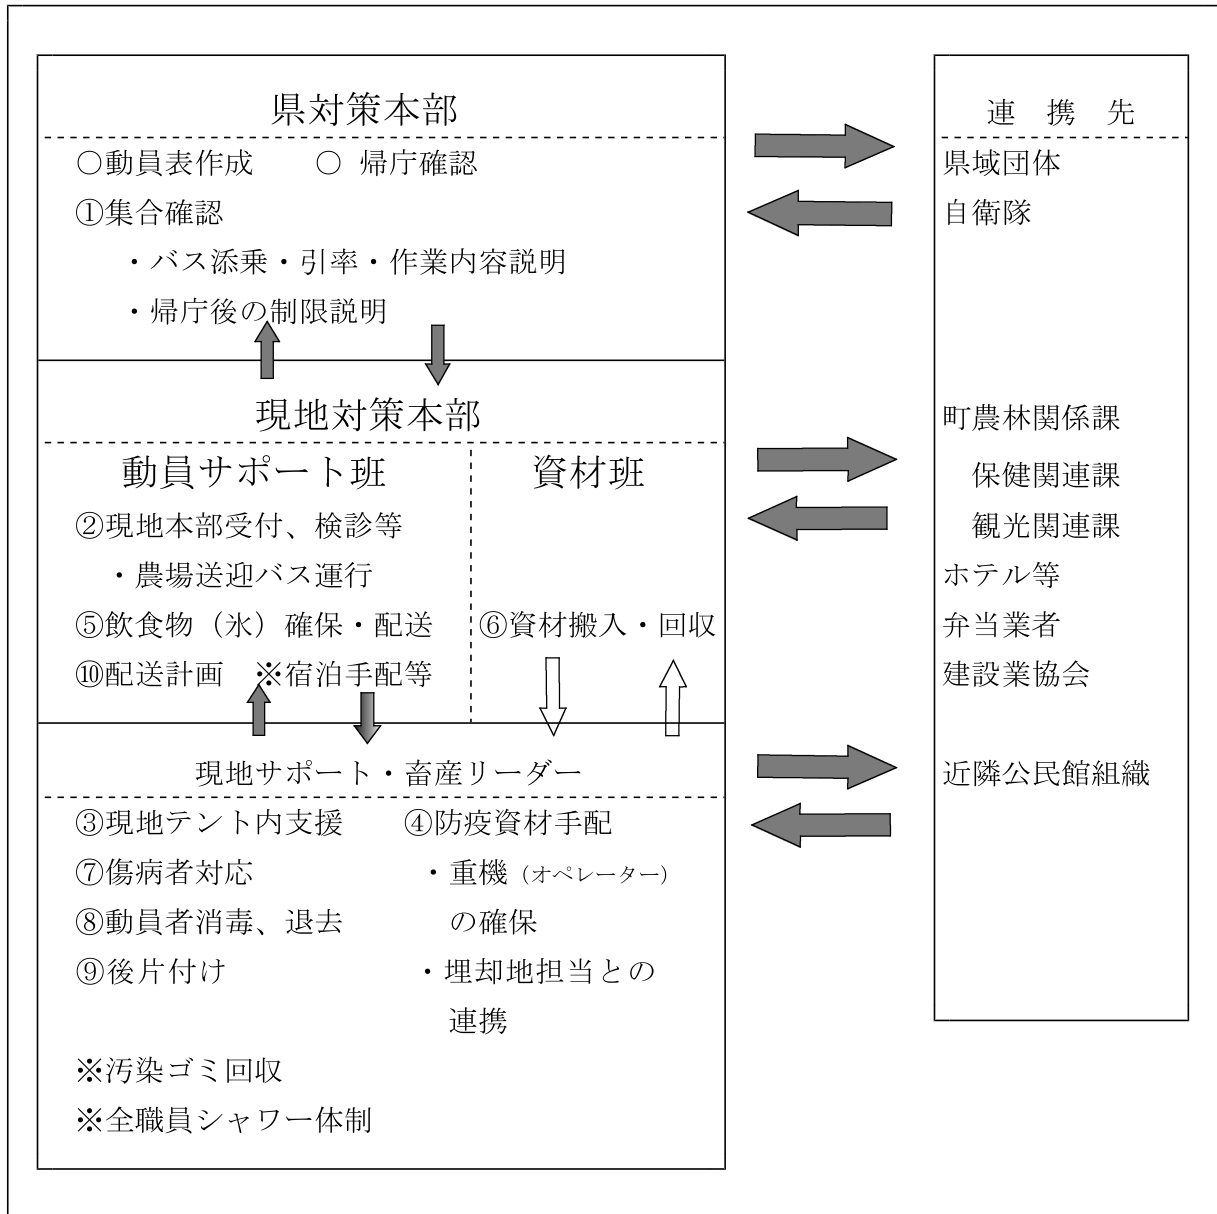 県対策本部
○動員表作成　　○ 帰庁確認
①集合確認
・バス添乗・引率・作業内容説明
・帰庁後の制限説明
現地対策本部
動員サポート班
②現地本部受付、検診等
・農場送迎バス運行
⑤飲食物（氷）確保・配送
⑩配送計画　※宿泊手配等
資材班
⑥資材搬入・回収
現地サポート・畜産リーダー
③現地テント内支援
⑦傷病者対応
⑧動員者消毒、退去
⑨後片付け
④防疫資材手配
・重機（オペレーター）
の確保
・埋却地担当との
連携
※汚染ゴミ回収
※全職員シャワー体制
連　携　先
県域団体
自衛隊
町農林関係課
保健関連課
観光関連課
ホテル等
弁当業者
建設業協会
近隣公民館組織